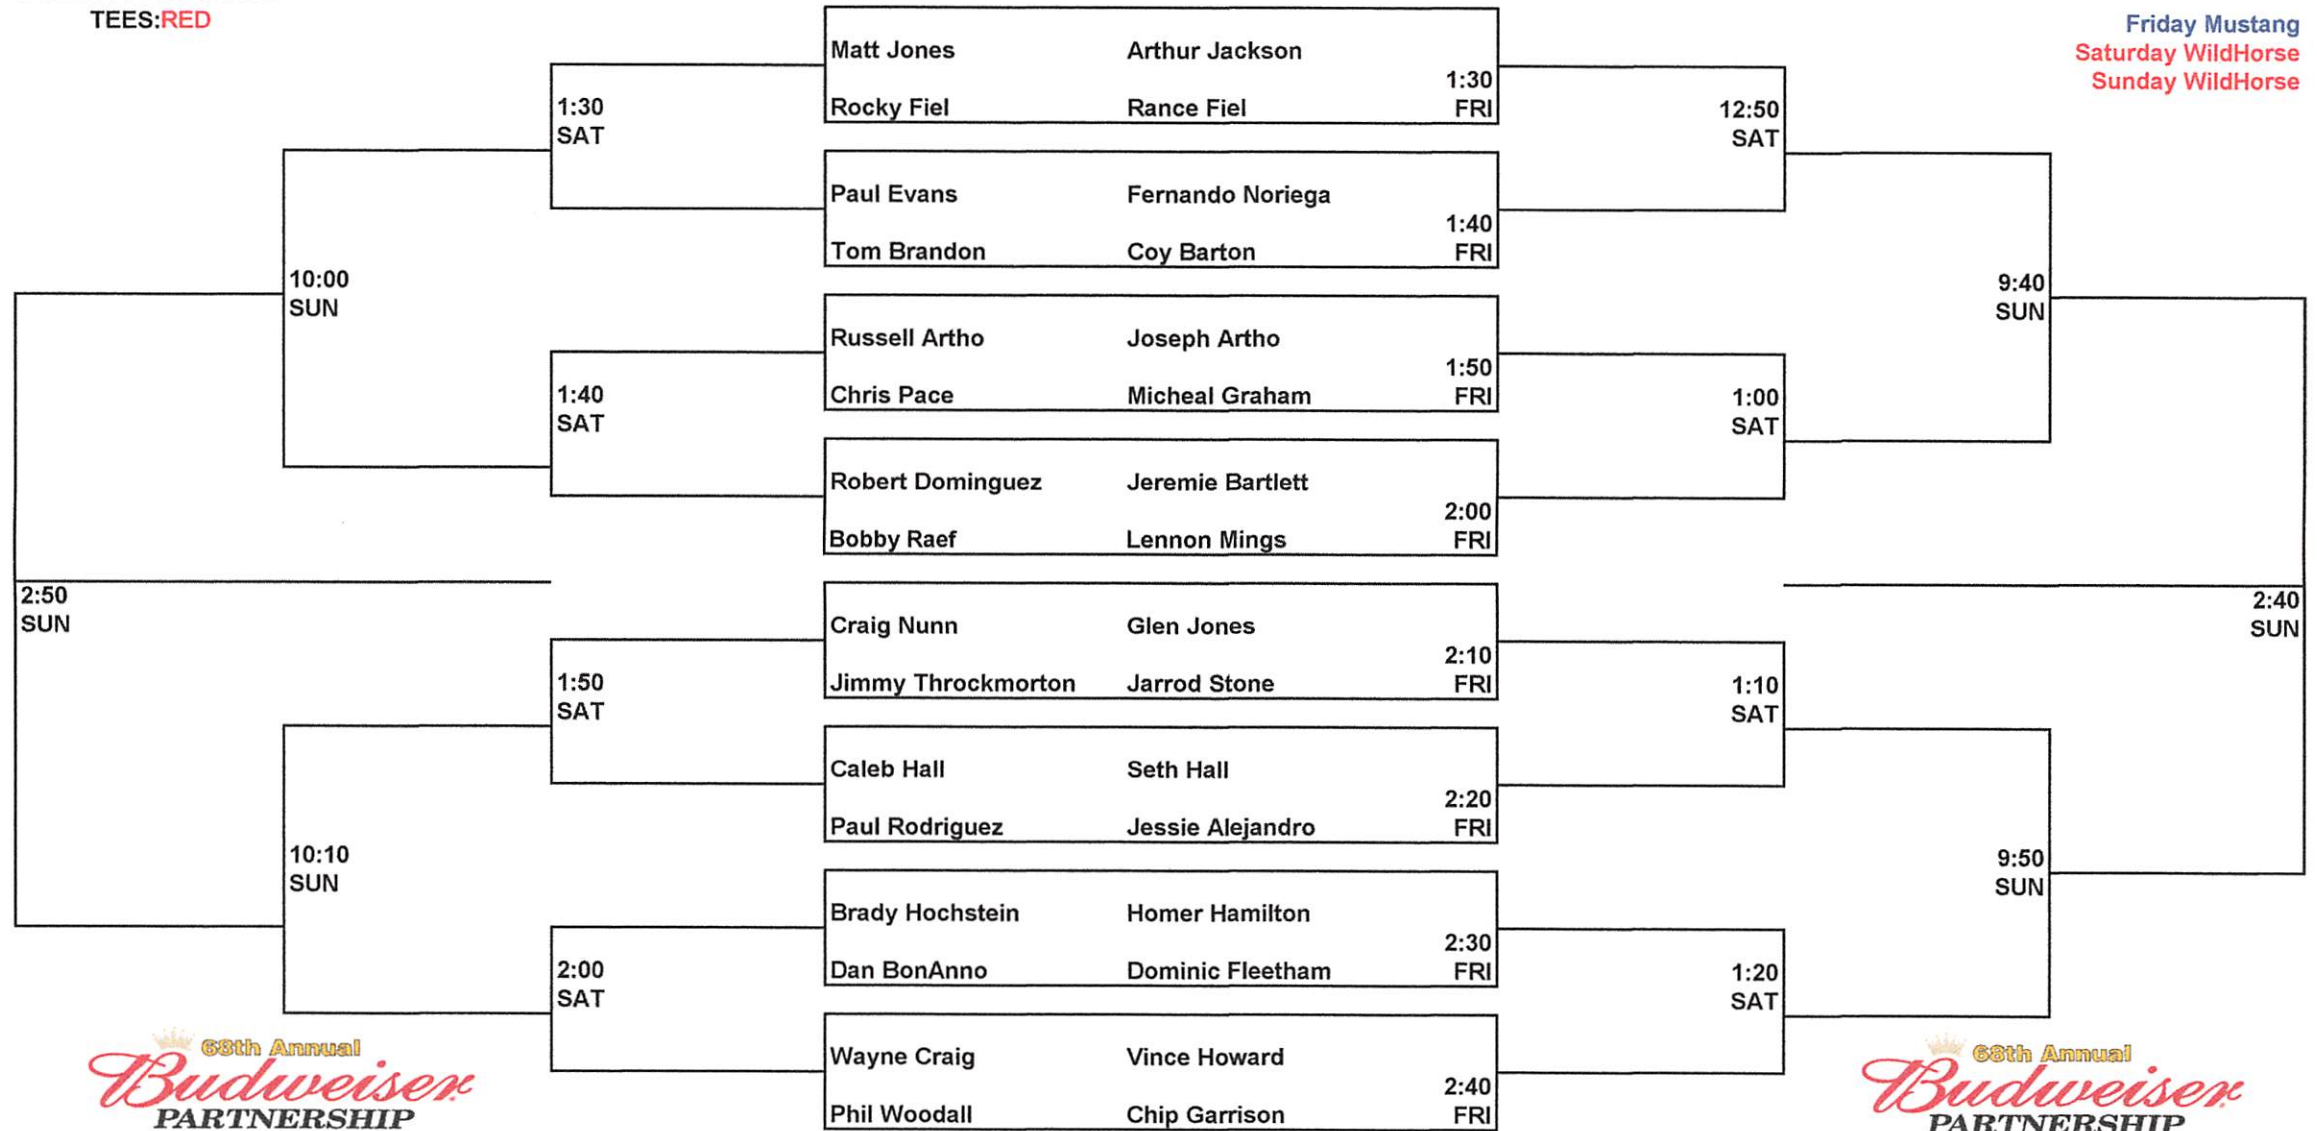 TEES:RED
Friday Mustang
Saturday WildHorse
Sunday WildHorse
Matt Jones Arthur Jackson
1:30
Rocky Fiel Rance Fiel FRI
1:30
SAT
12:50
SAT
Paul Evans Fernando Noriega
1:40
Tom Brandon Coy Barton FRI
10:00
SUN
9:40
SUN
Russell Artho Joseph Artho
1:50
Chris Pace Micheal Graham FRI
1:40
SAT
1:00
SAT
Robert Dominguez Jeremie Bartlett
2:00
Bobby Raef Lennon Mings FRI
2:50
SUN
2:40
SUN
Craig Nunn Glen Jones
2:10
Jimmy Throckmorton Jarrod Stone FRI
1:50
SAT
1:10
SAT
Caleb Hall Seth Hall
2:20
Paul Rodriguez Jessie Alejandro FRI
10:10
SUN
9:50
SUN
Brady Hochstein Homer Hamilton
2:30
Dan BonAnno Dominic Fleetham FRI
2:00
SAT
1:20
SAT
Wayne Craig Vince Howard
2:40
Phil Woodall Chip Garrison FRI
68th Annual
Budweiser
PARTNERSHIP
68th Annual
Budweiser
PARTNERSHIP